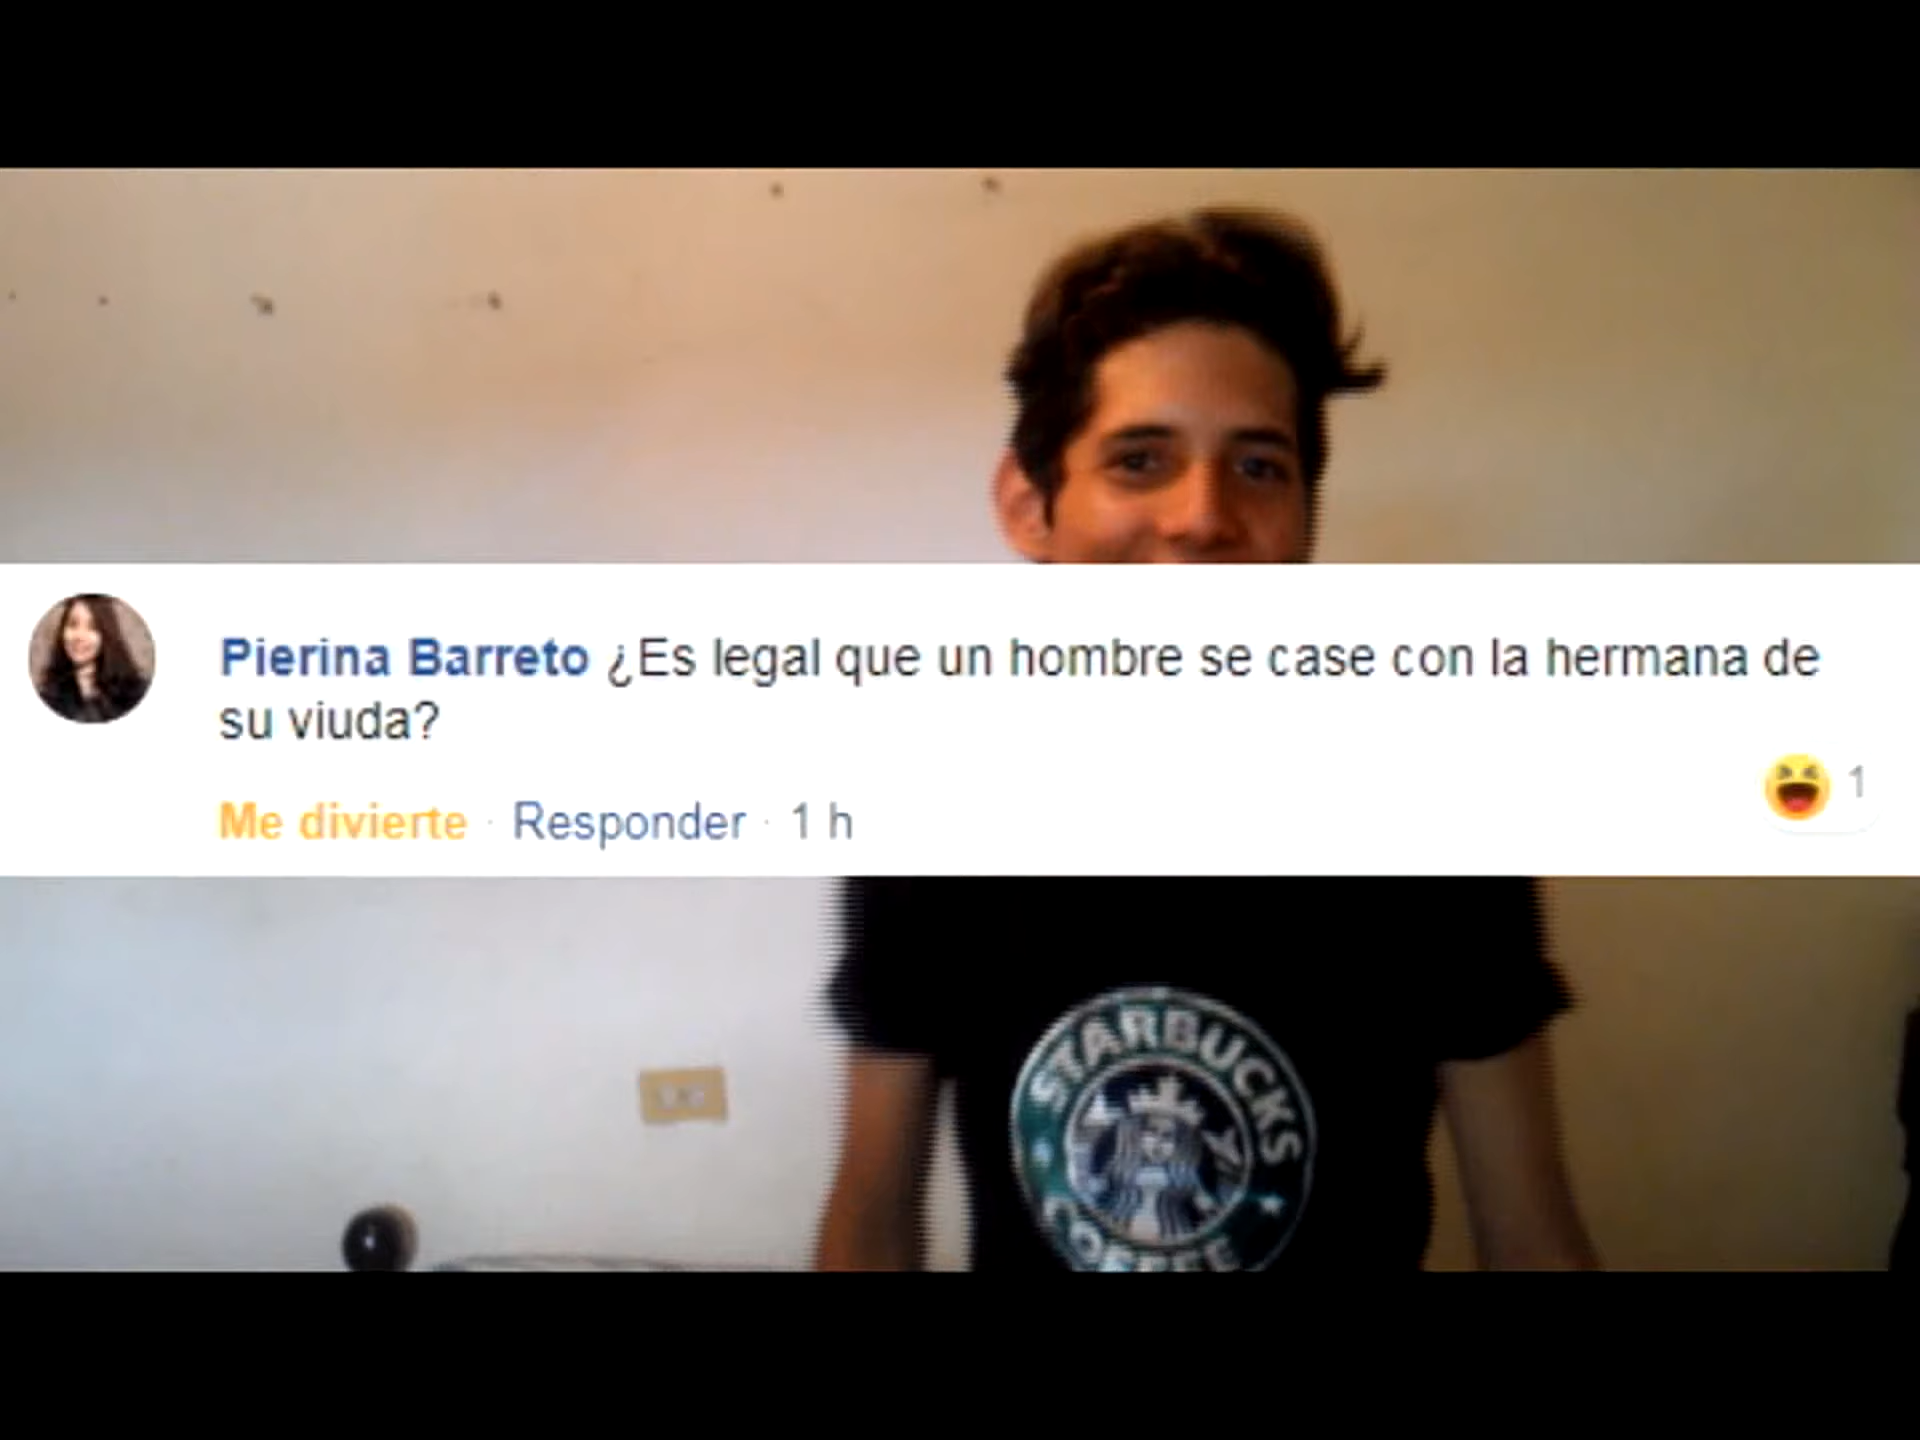 Pierina Barreto ¿Es legal que un hombre se case con la hermana de
su viuda?
1
Me divierte · Responder · 1 h
STARBUCKS
COFFEE